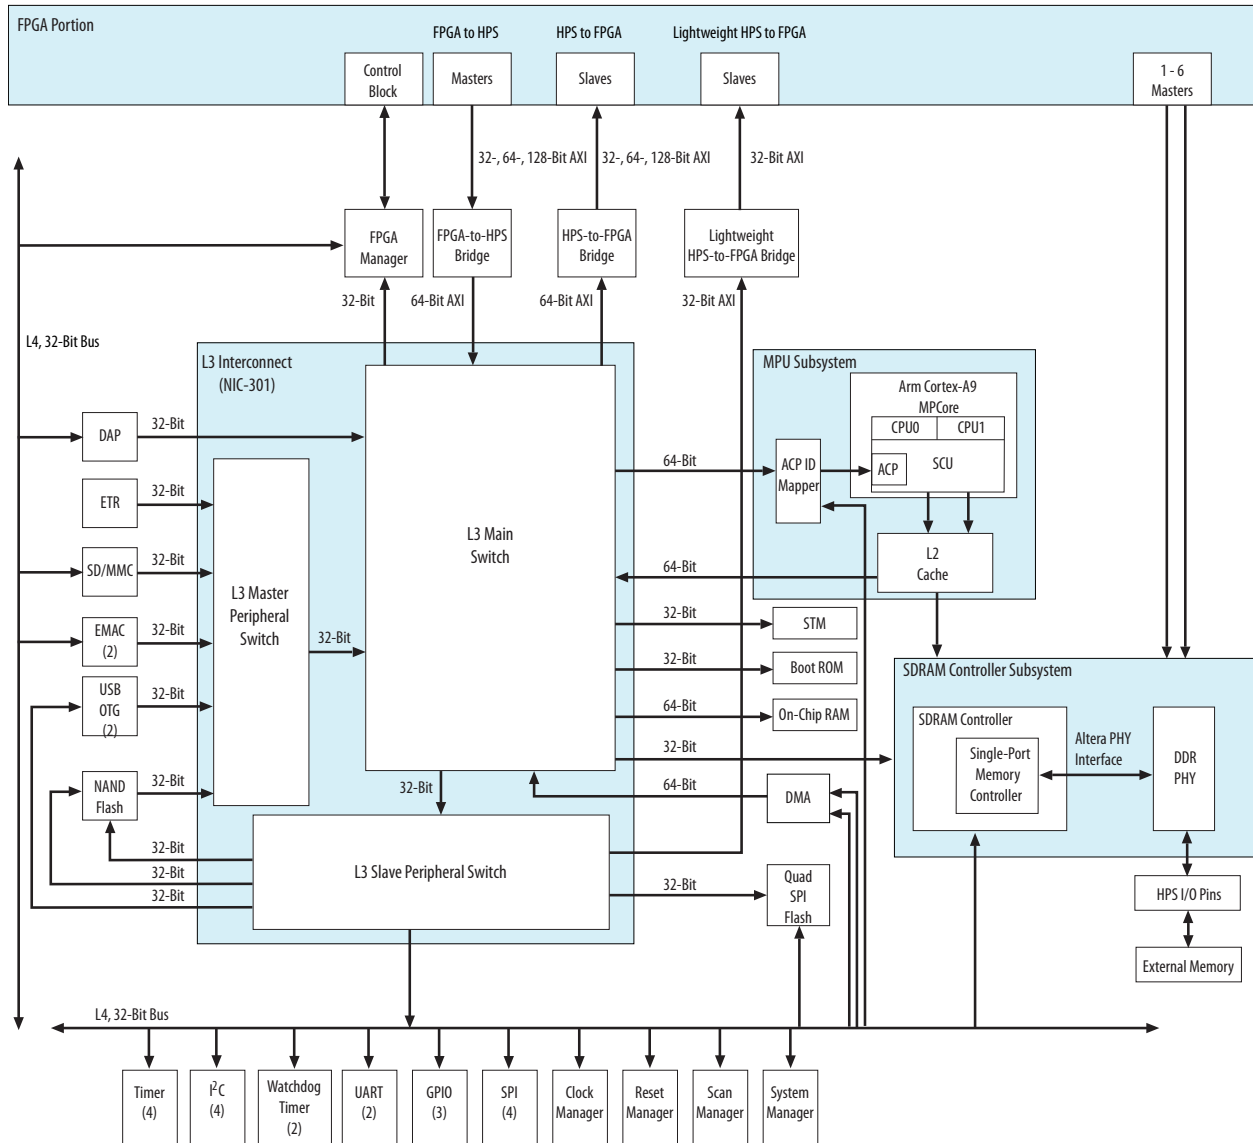 FPGA Portion
FPGA to HPS
HPS to FPGA
Lightweight HPS to FPGA
Control
Block
Masters
Slaves
Slaves
1 - 6
Masters
32-, 64-, 128-Bit AXI
32-, 64-, 128-Bit AXI
32-Bit AXI
FPGA
Manager
FPGA-to-HPS
Bridge
HPS-to-FPGA
Bridge
Lightweight
HPS-to-FPGA Bridge
32-Bit
64-Bit AXI
64-Bit AXI
32-Bit AXI
L4, 32-Bit Bus
L3 Interconnect
(NIC-301)
MPU Subsystem
Arm Cortex-A9
MPCore
CPU0
CPU1
ACP
SCU
ACP ID
Mapper
L2
Cache
DAP
32-Bit
ETR
32-Bit
SD/MMC
32-Bit
EMAC
(2)
32-Bit
USB
OTG
(2)
32-Bit
NAND
Flash
32-Bit
L3 Master
Peripheral
Switch
32-Bit
L3 Main
Switch
64-Bit
64-Bit
32-Bit
STM
32-Bit
Boot ROM
64-Bit
On-Chip RAM
32-Bit
64-Bit
DMA
SDRAM Controller Subsystem
SDRAM Controller
Single-Port
Memory
Controller
Altera PHY
Interface
DDR
PHY
32-Bit
L3 Slave Peripheral Switch
32-Bit
32-Bit
32-Bit
32-Bit
Quad
SPI
Flash
HPS I/O Pins
External Memory
L4, 32-Bit Bus
Timer
(4)
I²C
(4)
Watchdog
Timer
(2)
UART
(2)
GPIO
(3)
SPI
(4)
Clock
Manager
Reset
Manager
Scan
Manager
System
Manager